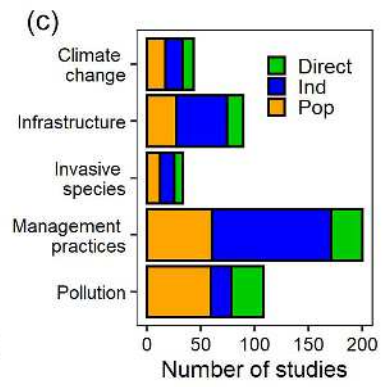 (c)
Climate
change
Infrastructure
Invasive
species
Management
practices
Pollution
Direct
Ind
Pop
0 50 100 150 200
Number of studies